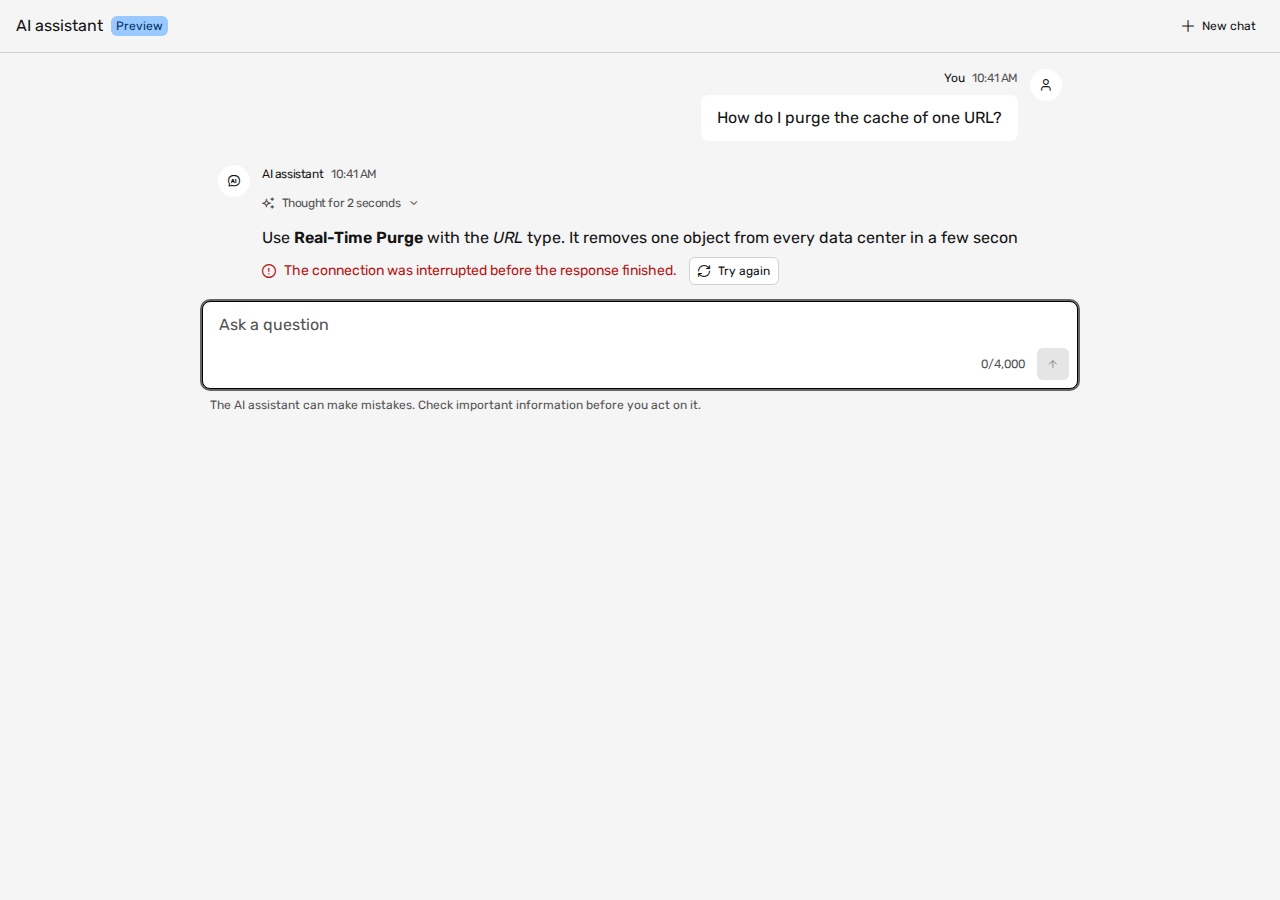 AI assistant Preview
New chat
You 10:41 AM
How do I purge the cache of one URL?
AI
AI assistant 10:41 AM
Thought for 2 seconds
Use Real-Time Purge with the URL type. It removes one object from every data center in a few secon
The connection was interrupted before the response finished. Try again
Ask a question
0/4,000
The AI assistant can make mistakes. Check important information before you act on it.